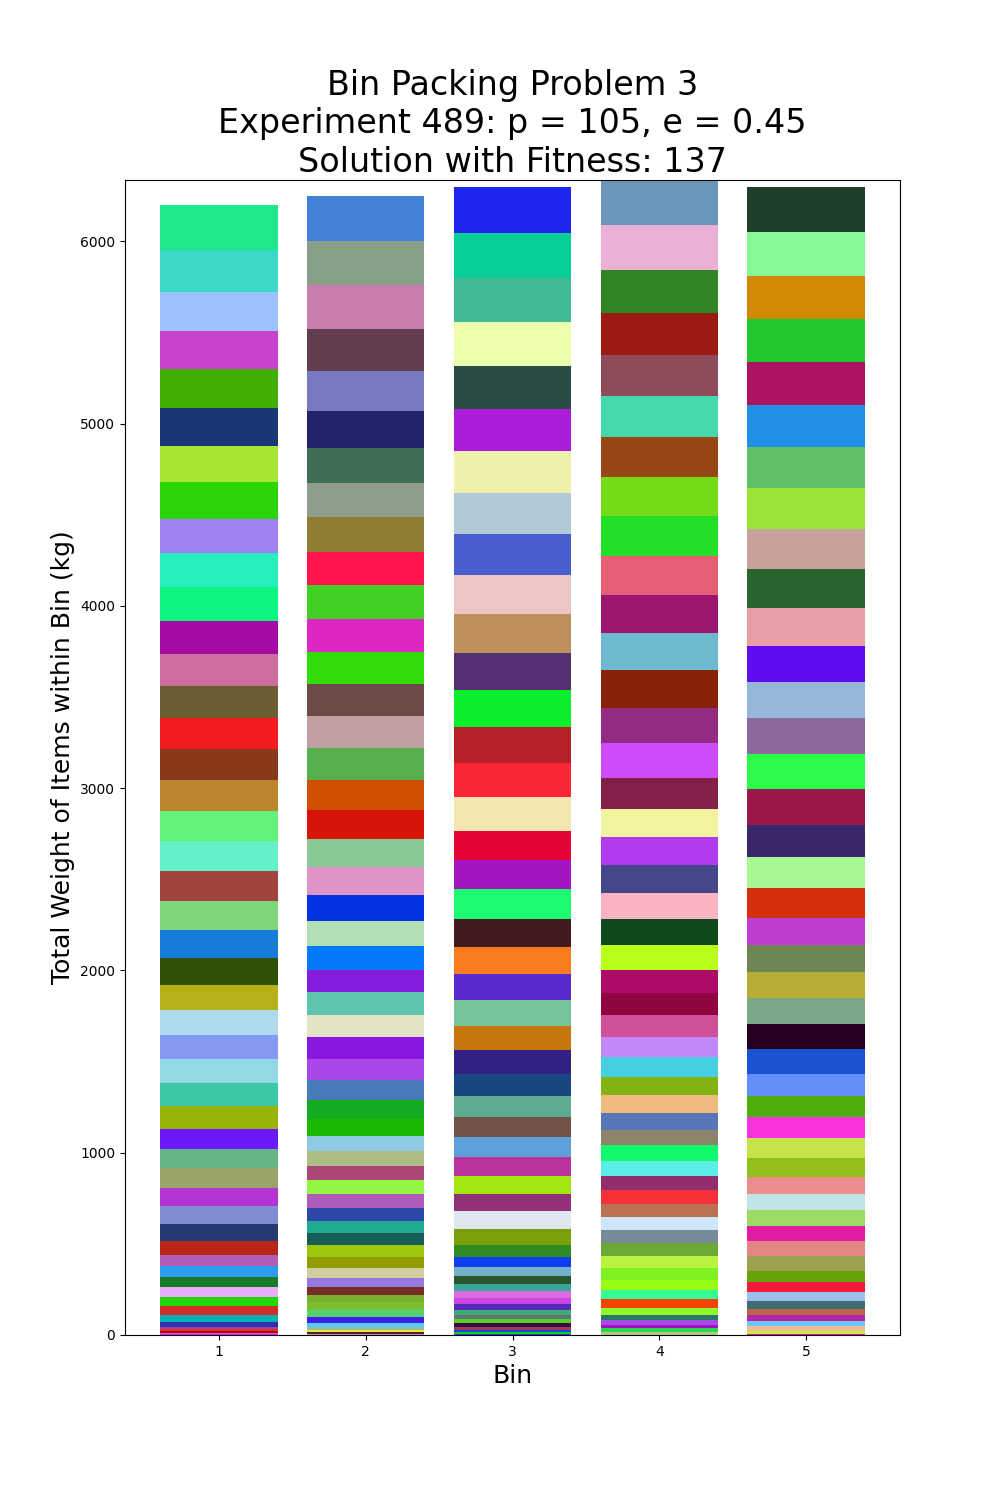 Bin Packing Problem 3
Experiment 489: p = 105, e = 0.45
Solution with Fitness: 137
Total Weight of Items within Bin (kg)
6000
5000
4000
3000
2000
1000
0
1 2 3 4 5
Bin